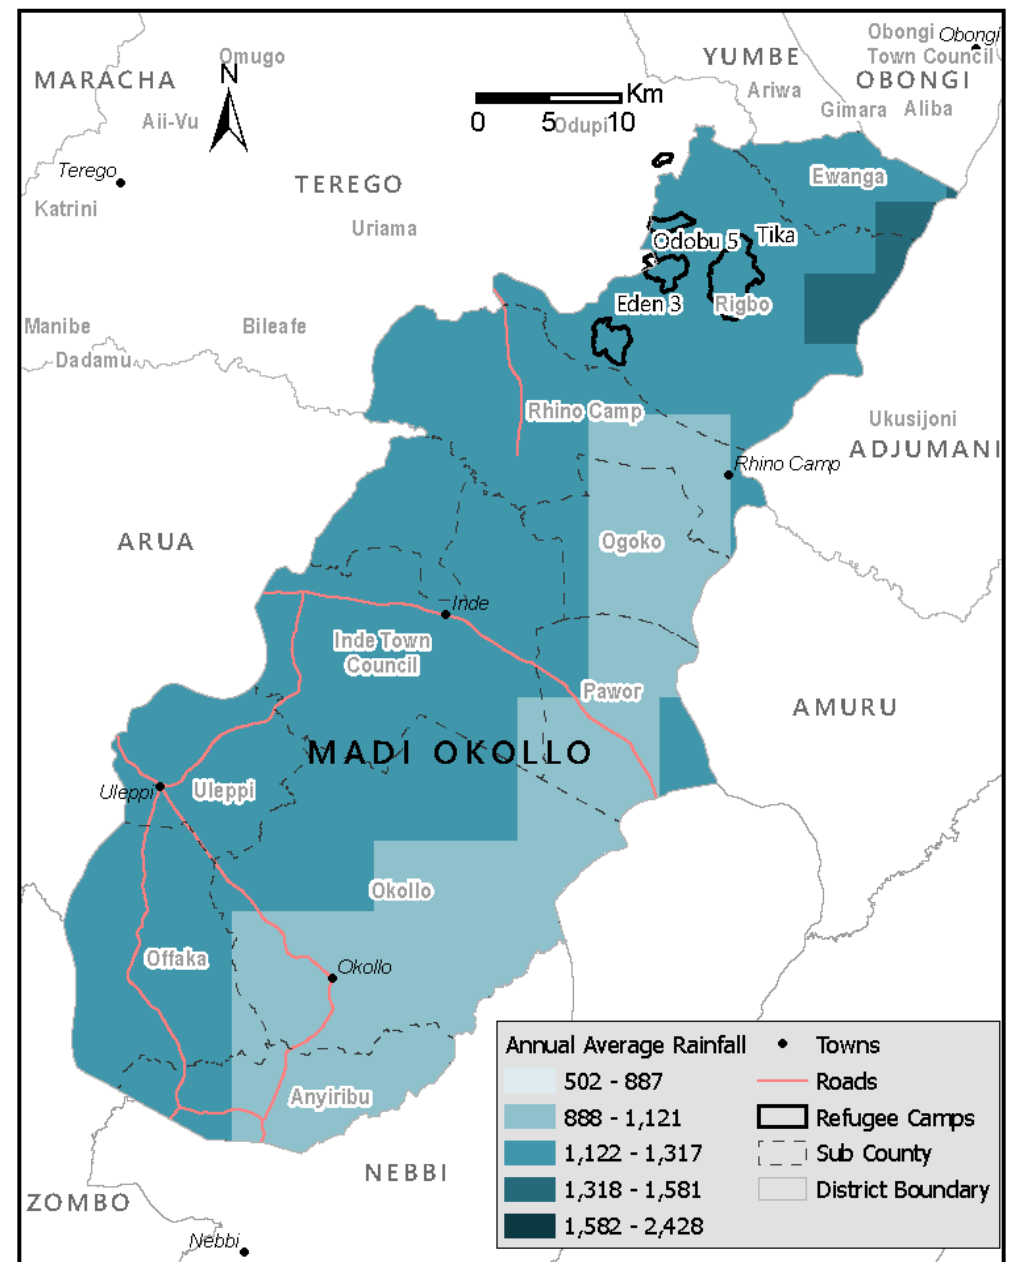 Obongi
Obongi
Town Council
Omugo
YUMBE
OBONGI
N
MARACHA
Ariwa
Km
Gimara
Aliba
Aii-Vu
0
5
Odupi
10
Terego
Ewanga
TEREGO
Katrini
Uriama
Odobu 5
Tika
Eden 3
Rigbo
Manibe
Bileafe
Dadamu
Rhino Camp
Ukusijoni
ADJUMANI
Rhino Camp
ARUA
Ogoko
Inde
Inde Town
Council
Pawor
AMURU
MADI OKOLLO
Uleppi
Uleppi
Okollo
Offaka
Okollo
Anyiribu
NEBBI
ZOMBO
Nebbi
Annual Average Rainfall
502 - 887
888 - 1,121
1,122 - 1,317
1,318 - 1,581
1,582 - 2,428
Towns
Roads
Refugee Camps
Sub County
District Boundary